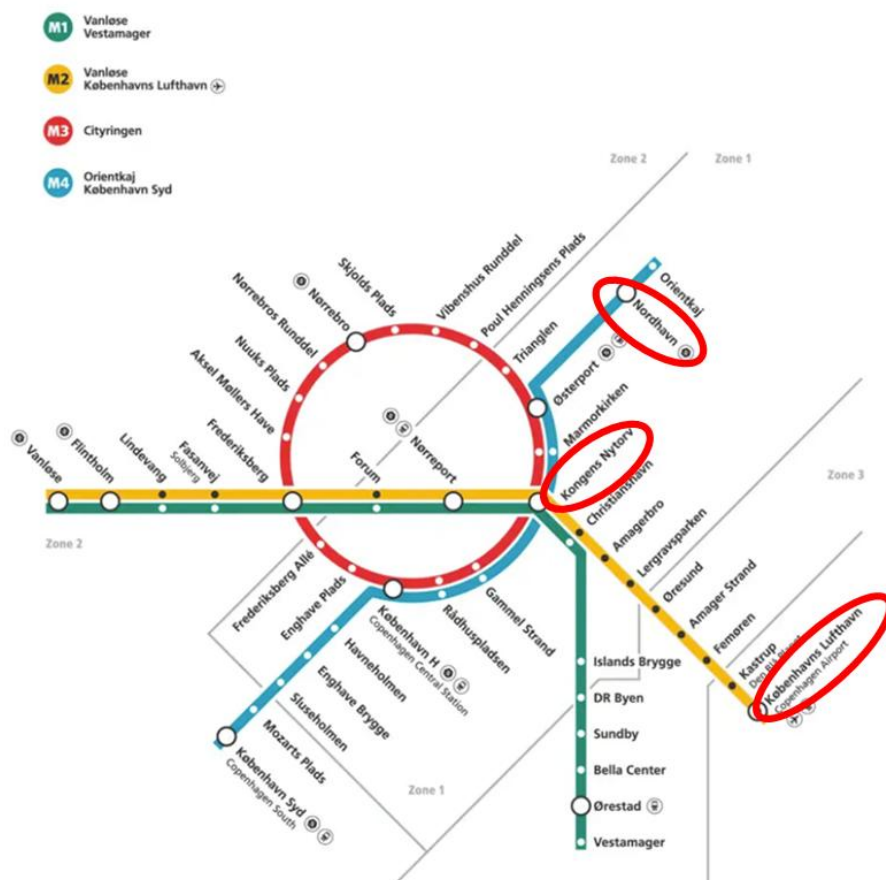 M1 Vanløse
Vestamager
M2 Vanløse
Københavns Lufthavn
M3 Cityringen
M4 Orientkaj
København Syd
Zone 2
Zone 1
Orientkaj
Nordhavn
Østerport
Trianglen
Poul Henningsens Plads
Vibenshus Runddel
Skjolds Plads
Nørrebro
Nørrebros Runddel
Nuuks Plads
Aksel Møllers Have
Frederiksberg
Fasanvej
Solbjerg
Lindevang
Flintholm
Vanløse
Forum
Nørreport
Marmorkirken
Kongens Nytorv
Christianshavn
Amagerbro
Lergravsparken
Øresund
Amager Strand
Femøren
Kastrup
Den Blå Planet
Københavns Lufthavn
Copenhagen Airport
Zone 3
Zone 2
Frederiksberg Allé
Enghave Plads
København H
Copenhagen Central Station
Rådhuspladsen
Gammel Strand
Havneholmen
Enghave Brygge
Sluseholmen
Mozarts Plads
København Syd
Copenhagen South
Islands Brygge
DR Byen
Sundby
Bella Center
Ørestad
Vestamager
Zone 1